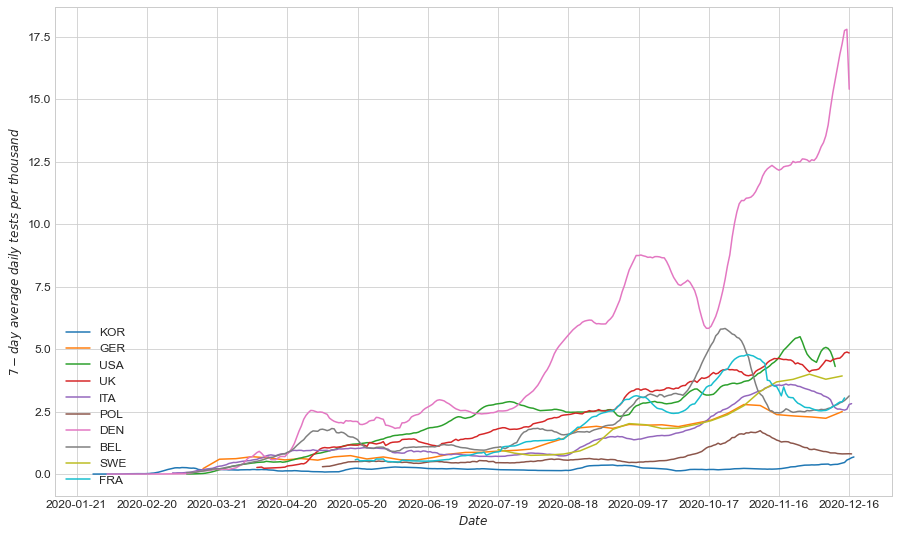 17.5
15.0
12.5
10.0
7.5
5.0
2.5
0.0
7 − day average daily tests per thousand
KOR
GER
USA
UK
ITA
POL
DEN
BEL
SWE
FRA
2020-01-21 2020-02-20 2020-03-21 2020-04-20 2020-05-20 2020-06-19 2020-07-19 2020-08-18 2020-09-17 2020-10-17 2020-11-16 2020-12-16
Date